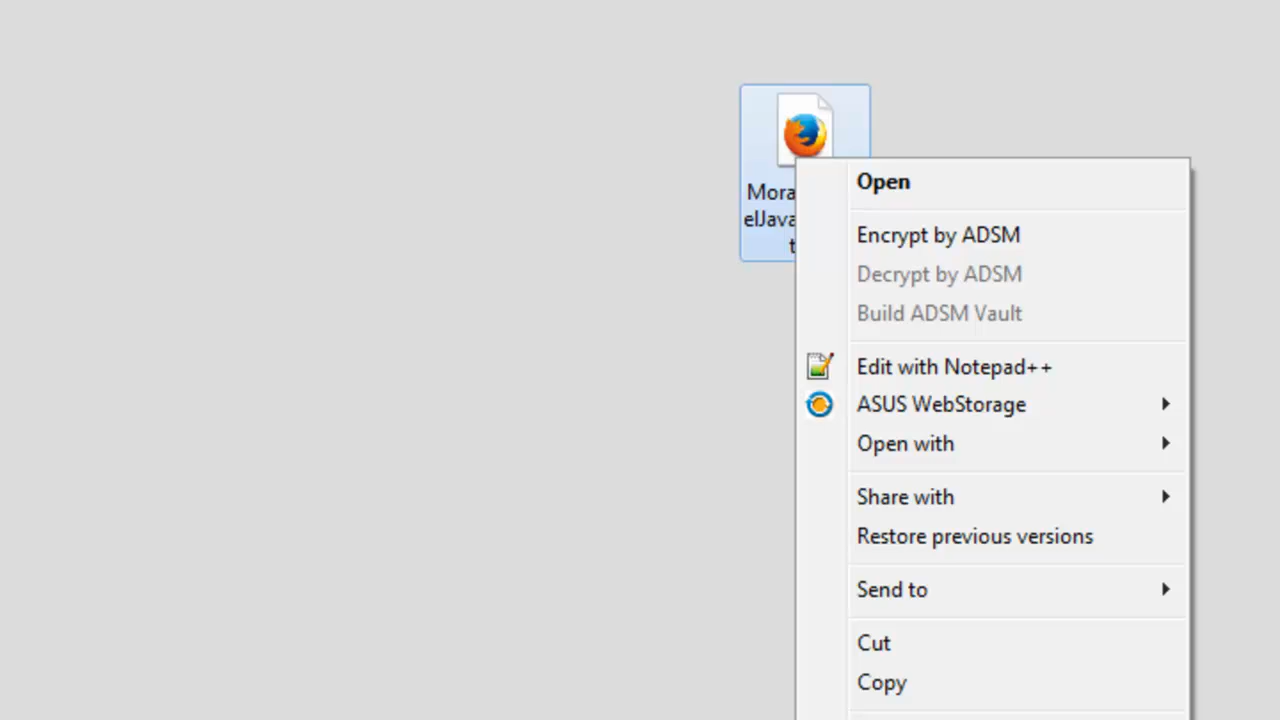 Mora
elJava
t
Open
Encrypt by ADSM
Decrypt by ADSM
Build ADSM Vault
Edit with Notepad++
ASUS WebStorage
Open with
Share with
Restore previous versions
Send to
Cut
Copy